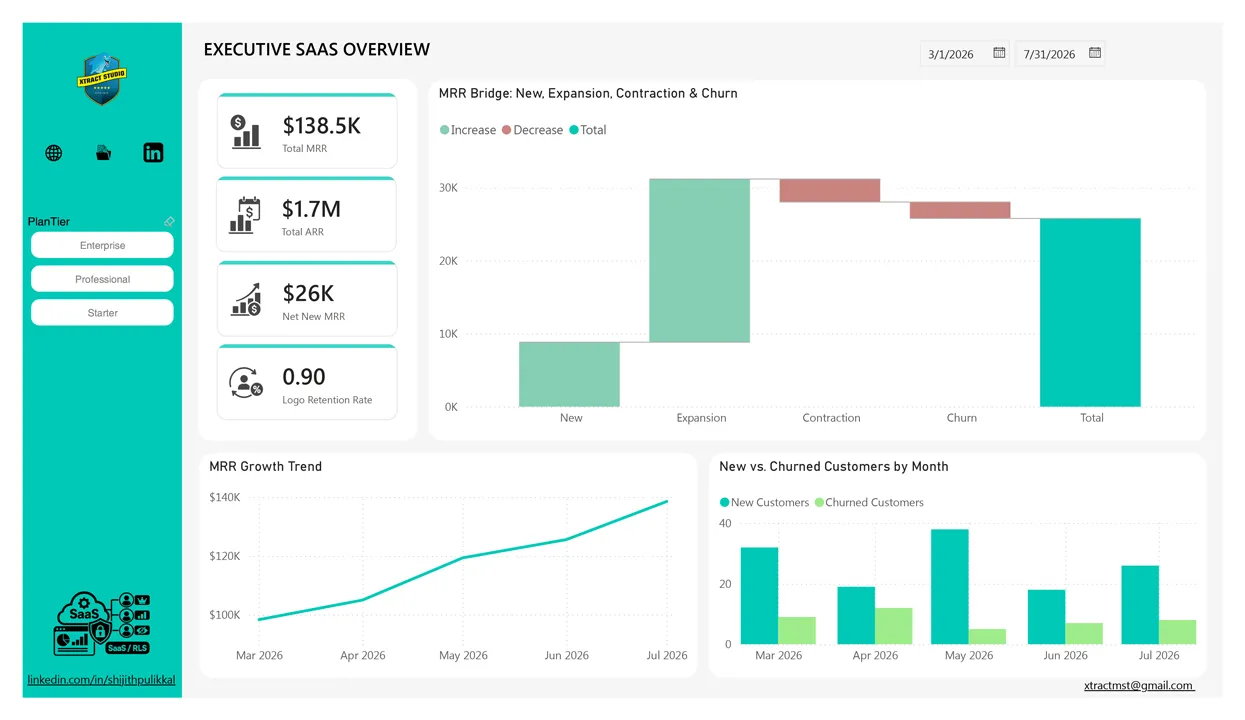 XTRACT STUDIO
in
PlanTier
Enterprise
Professional
Starter
SaaS
SaaS / RLS
linkedin.com/in/shijithpulikkal
EXECUTIVE SAAS OVERVIEW
3/1/2026
7/31/2026
$138.5K
Total MRR
$1.7M
Total ARR
$26K
Net New MRR
0.90
Logo Retention Rate
MRR Bridge: New, Expansion, Contraction & Churn
Increase Decrease Total
30K
20K
10K
0K
New Expansion Contraction Churn Total
MRR Growth Trend
$140K
$120K
$100K
Mar 2026 Apr 2026 May 2026 Jun 2026 Jul 2026
New vs. Churned Customers by Month
New Customers Churned Customers
40
20
0
Mar 2026 Apr 2026 May 2026 Jun 2026 Jul 2026
xtractmst@gmail.com